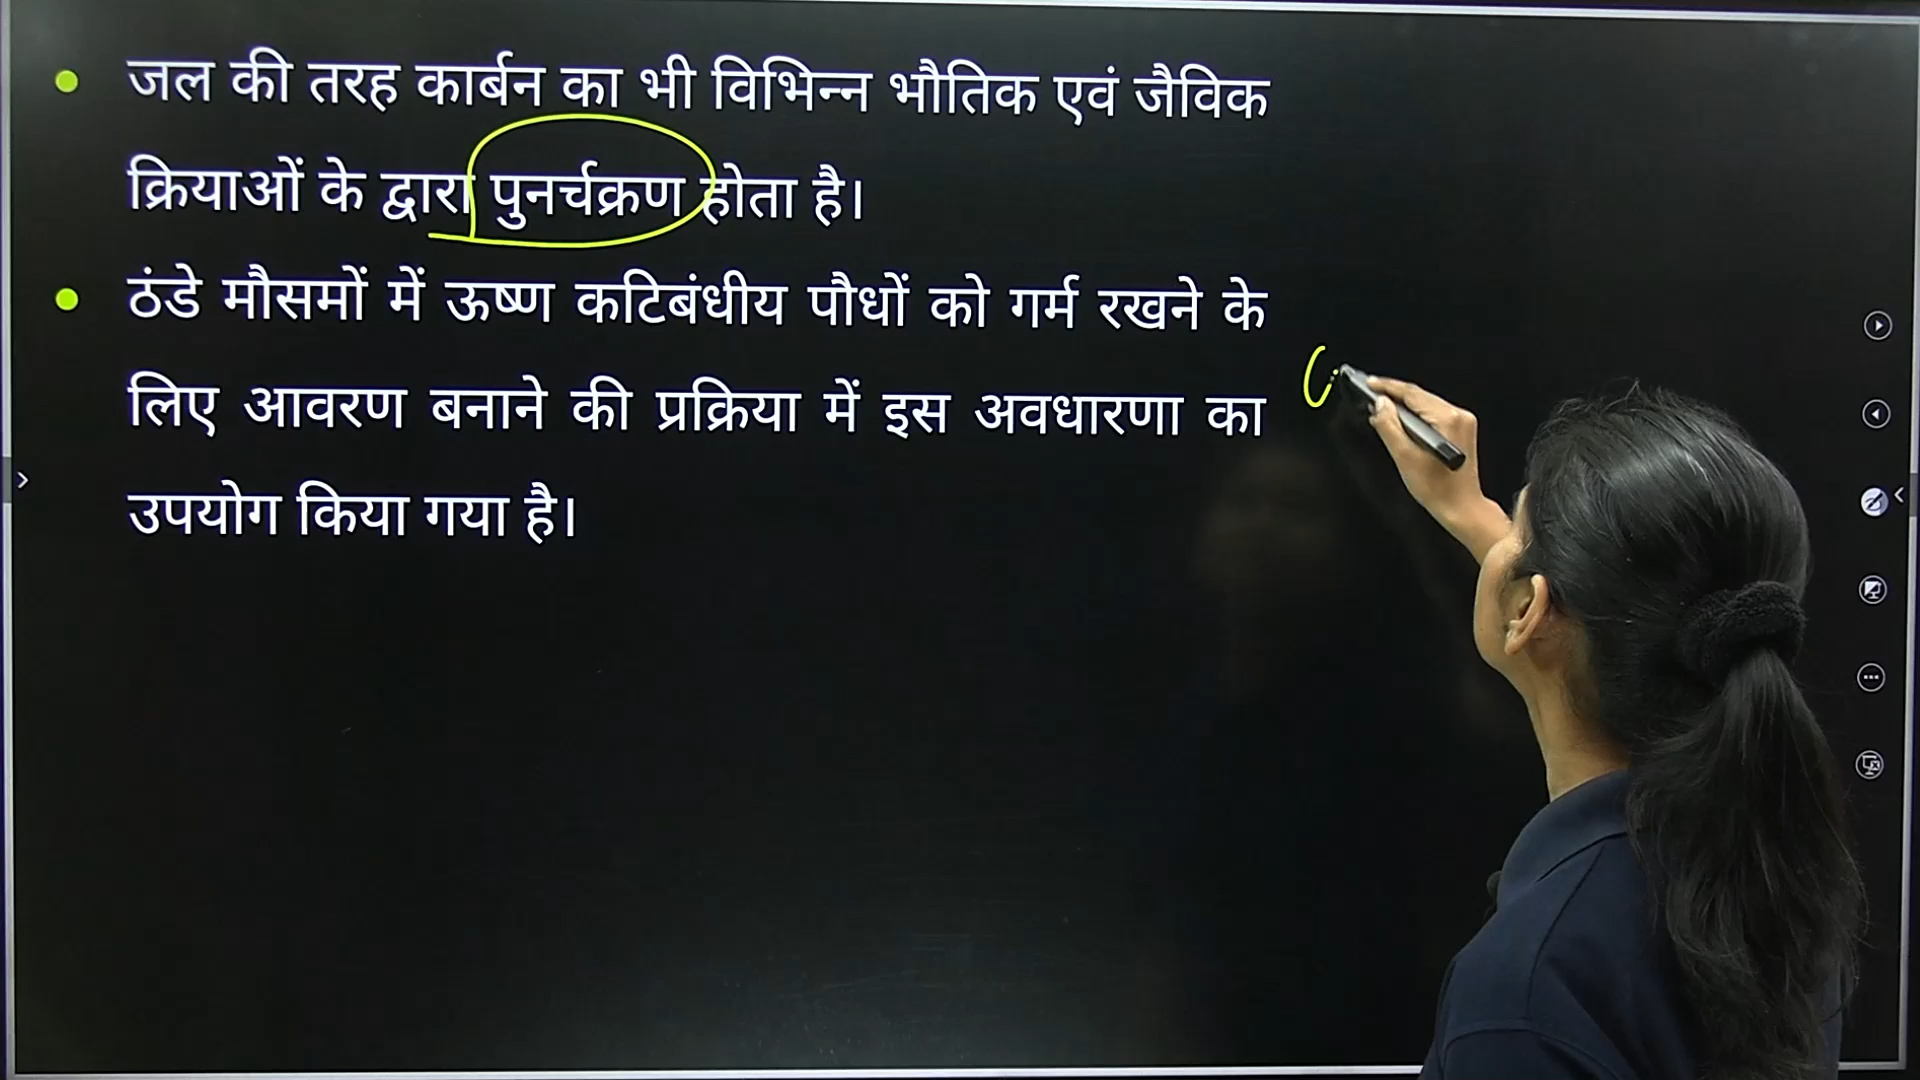 जल की तरह कार्बन का भी विभिन्न भौतिक एवं जैविक
क्रियाओं के द्वारा पुनर्चक्रण होता है।
ठंडे मौसमों में ऊष्ण कटिबंधीय पौधों को गर्म रखने के
लिए आवरण बनाने की प्रक्रिया में इस अवधारणा का
उपयोग किया गया है।